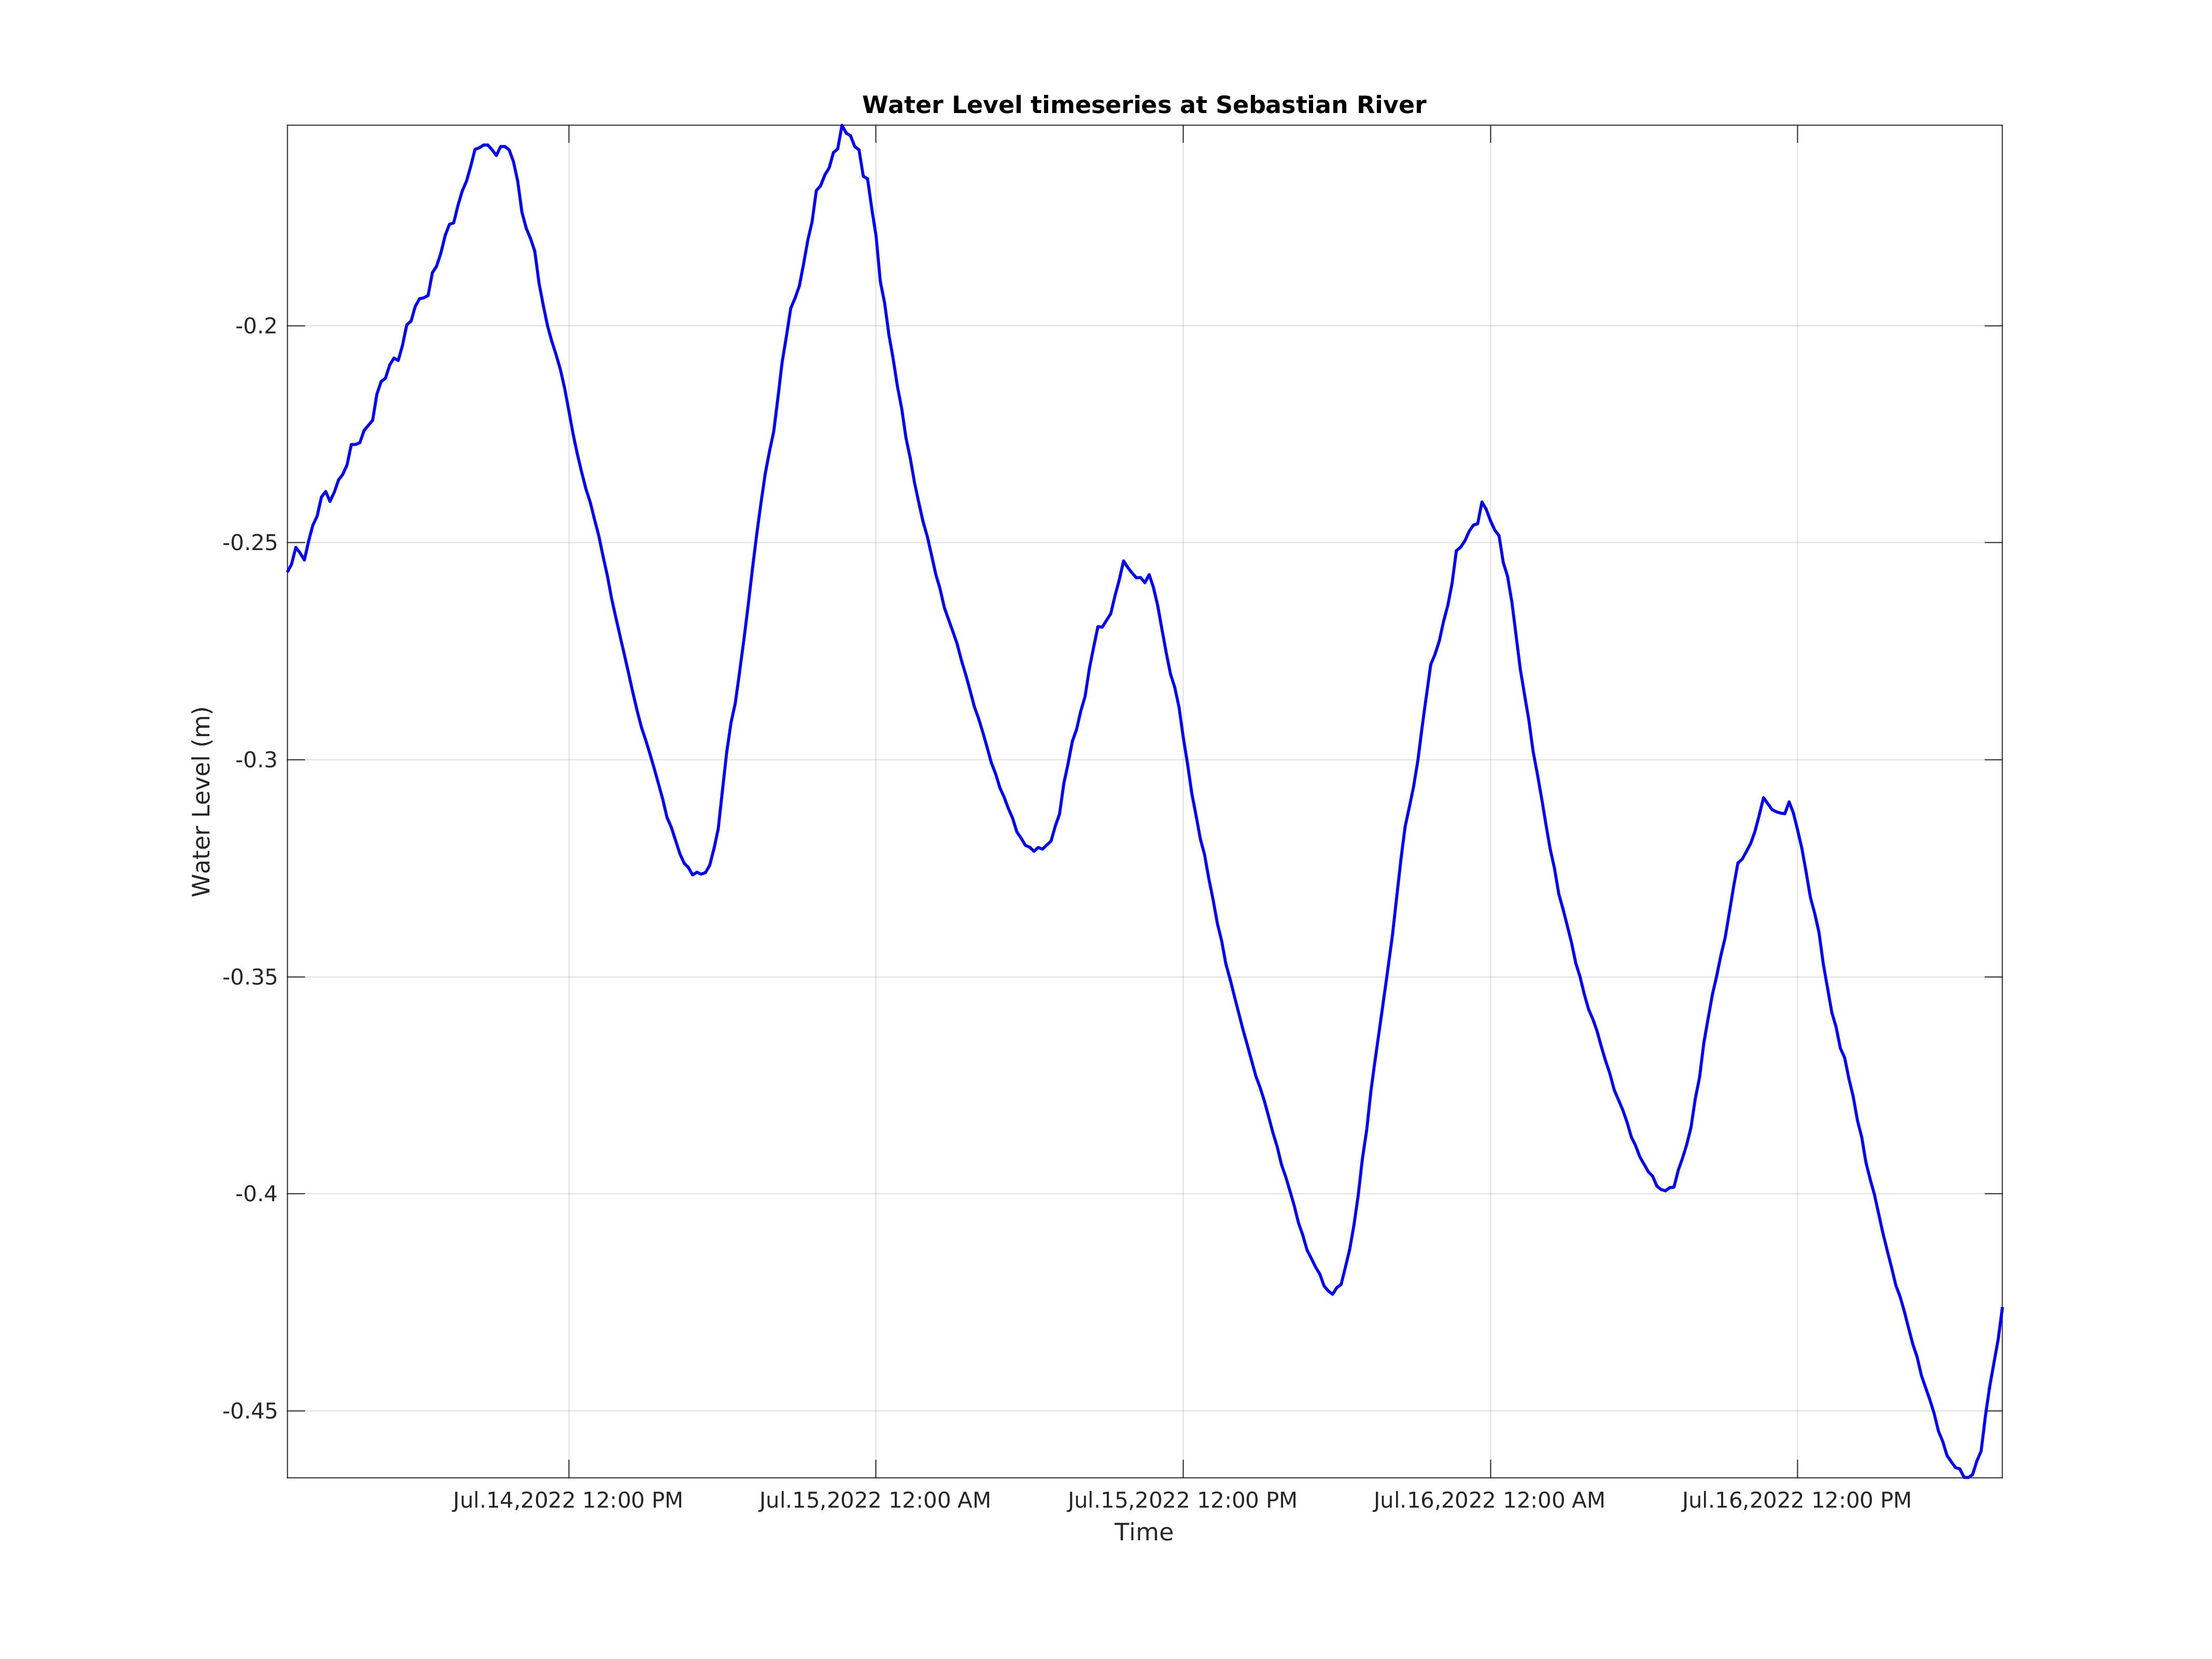 Water Level timeseries at Sebastian River
-0.2
-0.25
-0.3
-0.35
-0.4
-0.45
Water Level (m)
Jul.14,2022 12:00 PM
Jul.15,2022 12:00 AM
Jul.15,2022 12:00 PM
Jul.16,2022 12:00 AM
Jul.16,2022 12:00 PM
Time